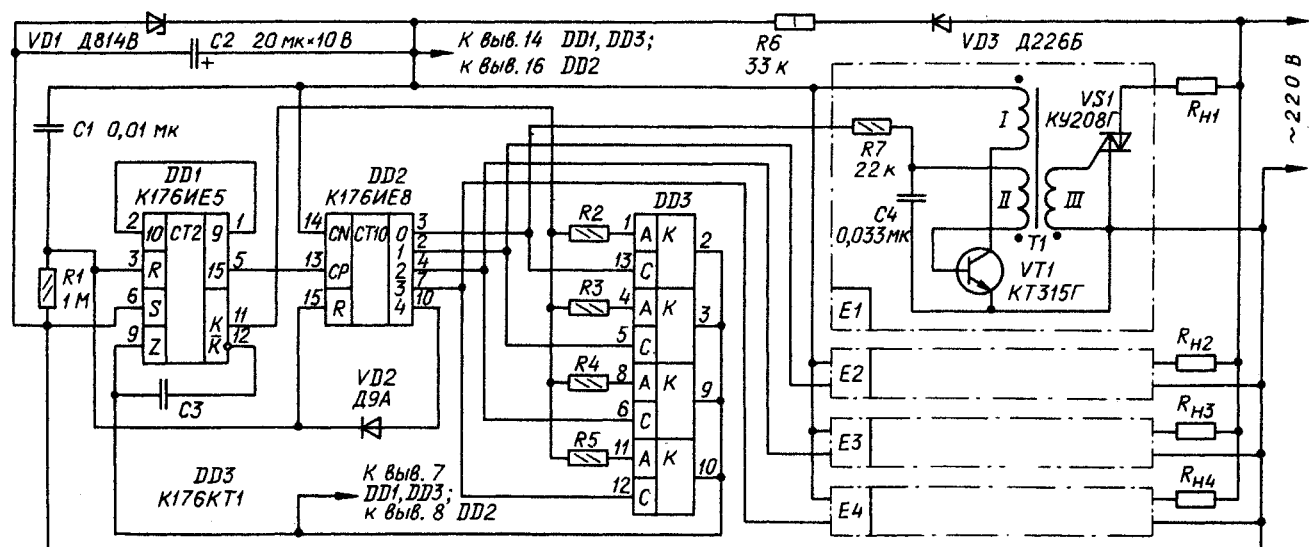 VD1 Д814В
C2 20 мк×10 В
+
К выв. 14 DD1, DD3;
к выв. 16 DD2
R6
33 к
VD3 Д226Б
~220 В
C1 0,01 мк
DD1
К176ИЕ5
2 10 CT2 9 1
3 R 15 5
6 S K 11
9 Z K 12
R1
1 М
C3
DD2
К176ИЕ8
14 CN CT10 0 3
13 CP 1 2
2 4
3 7
15 R 4 10
VD2
Д9А
DD3
К176КТ1
К выв. 7
DD1, DD3;
к выв. 8 DD2
R2
R3
R4
R5
DD3
1 A K 2
13 C
4 A K 3
5 C
8 A K 9
6 C
11 A K 10
12 C
R7
22 к
C4
0,033 мк
I
II
III
T1
VS1
КУ208Г
VT1
КТ315Г
E1
E2
E3
E4
Rн1
Rн2
Rн3
Rн4